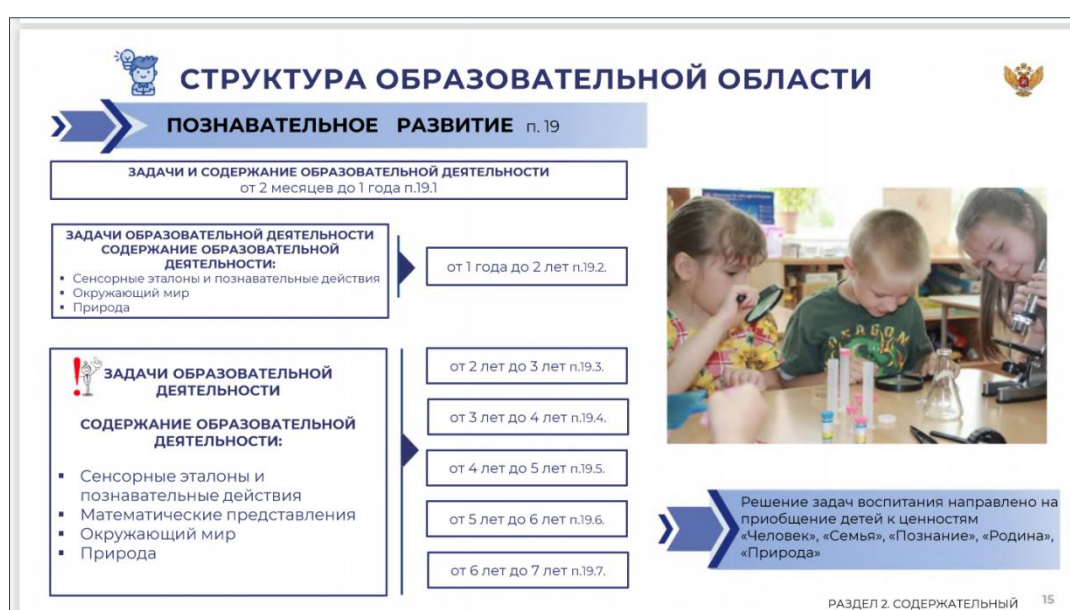 СТРУКТУРА ОБРАЗОВАТЕЛЬНОЙ ОБЛАСТИ
ПОЗНАВАТЕЛЬНОЕ РАЗВИТИЕ п. 19
ЗАДАЧИ И СОДЕРЖАНИЕ ОБРАЗОВАТЕЛЬНОЙ ДЕЯТЕЛЬНОСТИ
от 2 месяцев до 1 года п.19.1
ЗАДАЧИ ОБРАЗОВАТЕЛЬНОЙ ДЕЯТЕЛЬНОСТИ
СОДЕРЖАНИЕ ОБРАЗОВАТЕЛЬНОЙ
ДЕЯТЕЛЬНОСТИ:
▪ Сенсорные эталоны и познавательные действия
▪ Окружающий мир
▪ Природа
от 1 года до 2 лет п.19.2.
! ЗАДАЧИ ОБРАЗОВАТЕЛЬНОЙ
ДЕЯТЕЛЬНОСТИ
СОДЕРЖАНИЕ ОБРАЗОВАТЕЛЬНОЙ
ДЕЯТЕЛЬНОСТИ:
▪ Сенсорные эталоны и
познавательные действия
▪ Математические представления
▪ Окружающий мир
▪ Природа
от 2 лет до 3 лет п.19.3.
от 3 лет до 4 лет п.19.4.
от 4 лет до 5 лет п.19.5.
от 5 лет до 6 лет п.19.6.
от 6 лет до 7 лет п.19.7.
DRAGON
Решение задач воспитания направлено на
приобщение детей к ценностям
«Человек», «Семья», «Познание», «Родина»,
«Природа»
РАЗДЕЛ 2. СОДЕРЖАТЕЛЬНЫЙ 15